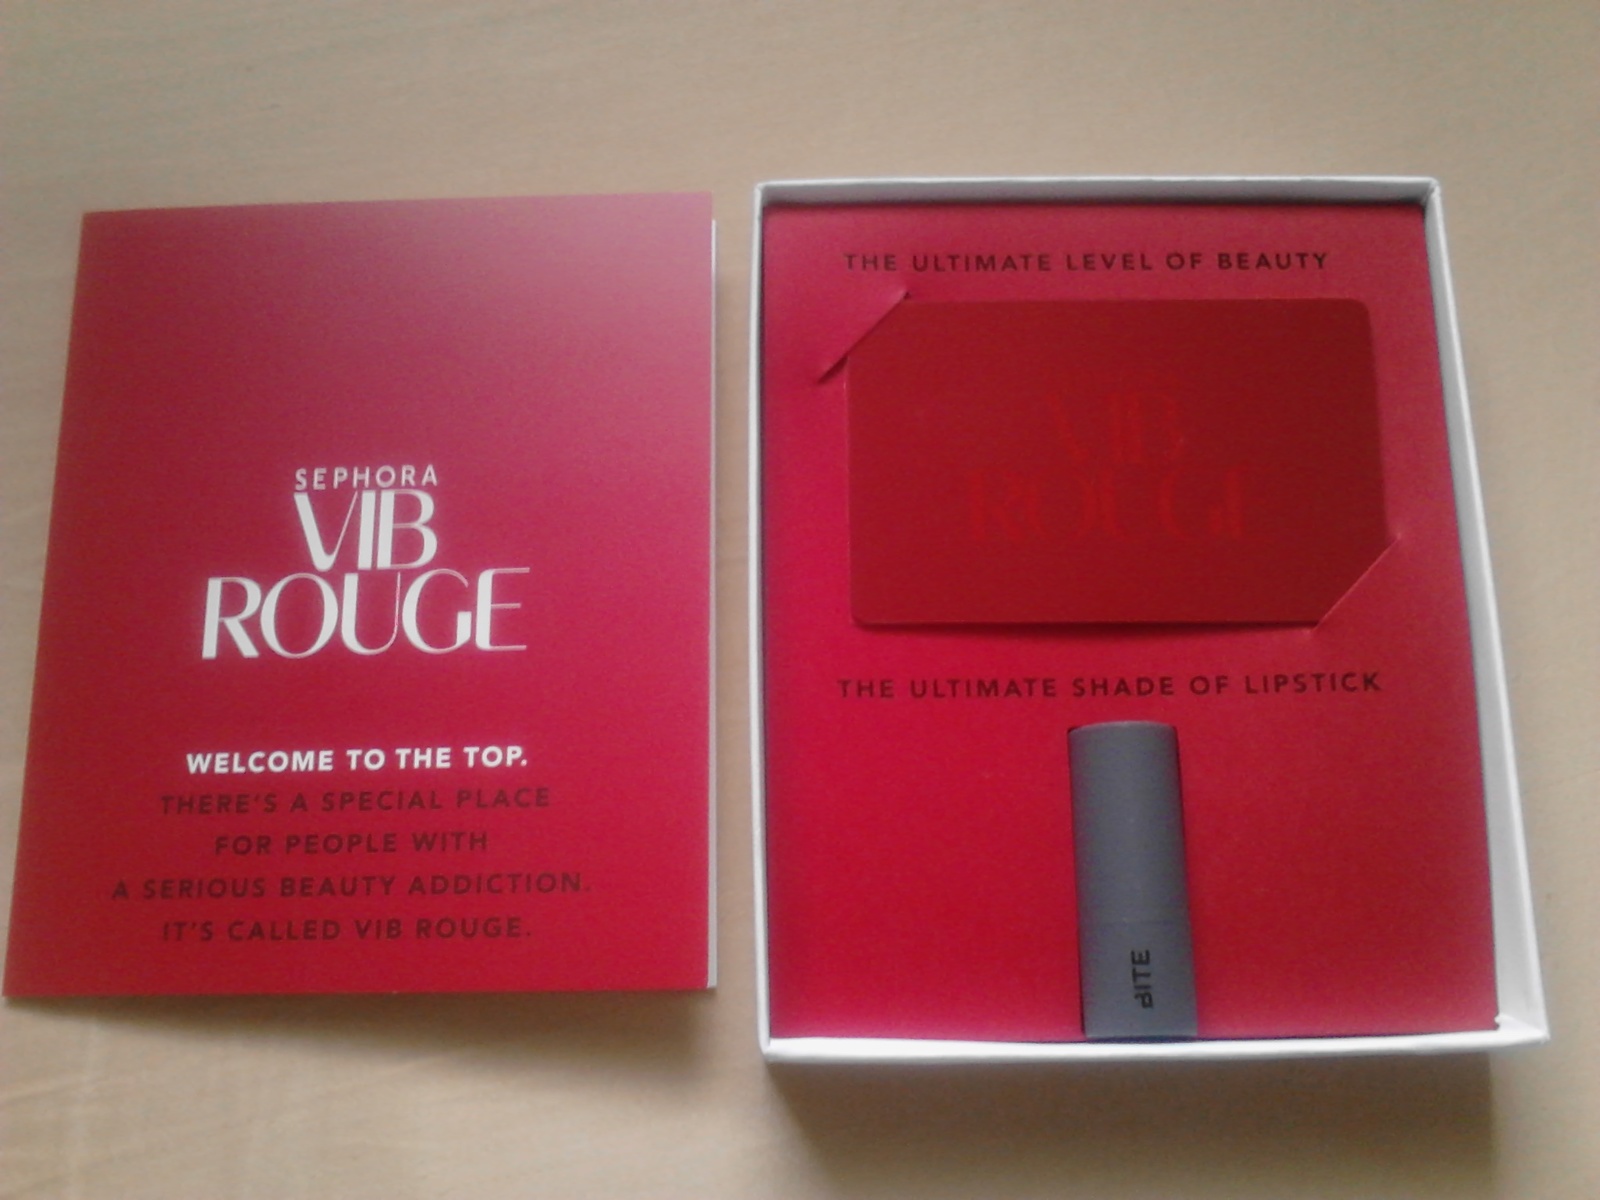 SEPHORA
VIB
ROUGE
WELCOME TO THE TOP.
THERE'S A SPECIAL PLACE
FOR PEOPLE WITH
A SERIOUS BEAUTY ADDICTION.
IT'S CALLED VIB ROUGE.
THE ULTIMATE LEVEL OF BEAUTY
VIB
ROUGE
THE ULTIMATE SHADE OF LIPSTICK
BITE